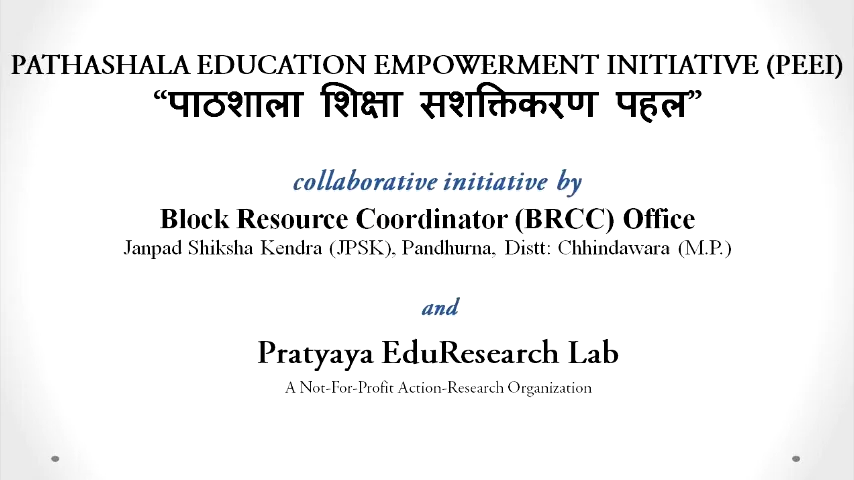 PATHASHALA EDUCATION EMPOWERMENT INITIATIVE (PEEI)
“पाठशाला शिक्षा सशक्तिकरण पहल”
collaborative initiative by
Block Resource Coordinator (BRCC) Office
Janpad Shiksha Kendra (JPSK), Pandhurna, Distt: Chhindawara (M.P.)
and
Pratyaya EduResearch Lab
A Not-For-Profit Action-Research Organization